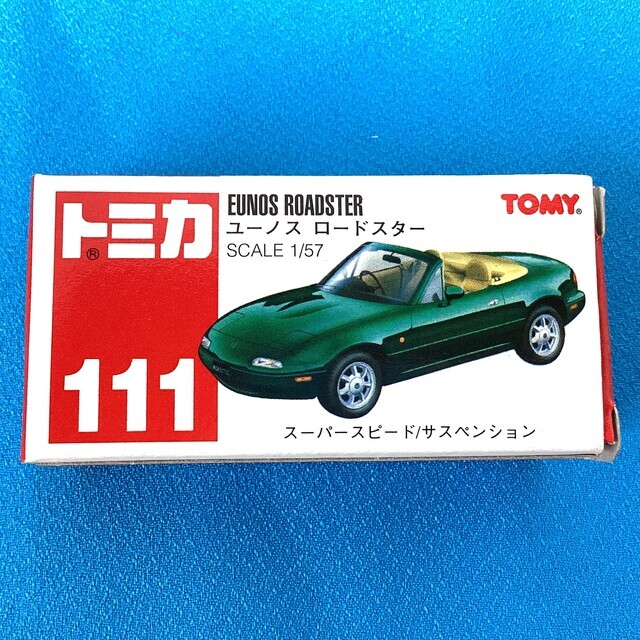 トミカ®
111
EUNOS ROADSTER
ユーノス ロードスター
SCALE 1/57
TOMY®
スーパースピード/サスペンション